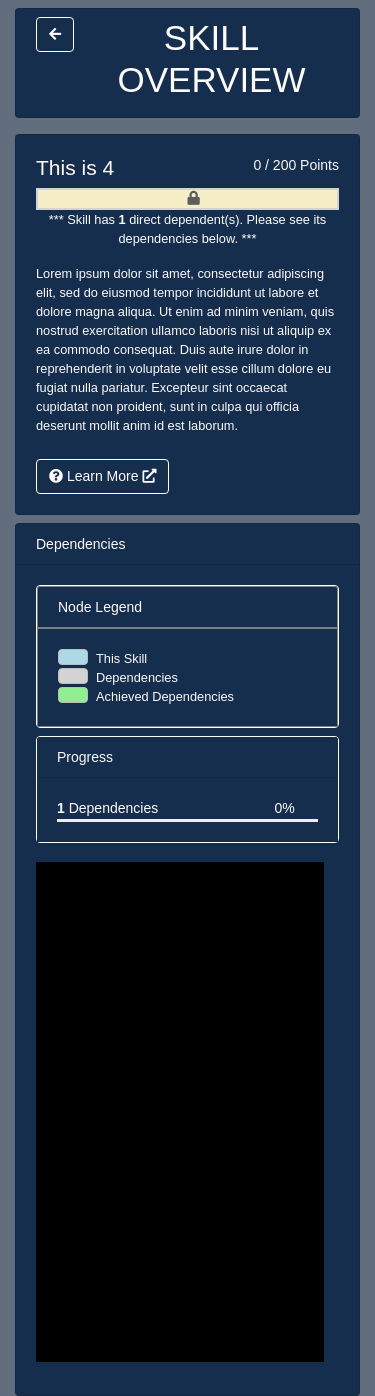 SKILL
OVERVIEW
This is 4
0 / 200 Points
*** Skill has 1 direct dependent(s). Please see its
dependencies below. ***
Lorem ipsum dolor sit amet, consectetur adipiscing
elit, sed do eiusmod tempor incididunt ut labore et
dolore magna aliqua. Ut enim ad minim veniam, quis
nostrud exercitation ullamco laboris nisi ut aliquip ex
ea commodo consequat. Duis aute irure dolor in
reprehenderit in voluptate velit esse cillum dolore eu
fugiat nulla pariatur. Excepteur sint occaecat
cupidatat non proident, sunt in culpa qui officia
deserunt mollit anim id est laborum.
Learn More
Dependencies
Node Legend
This Skill
Dependencies
Achieved Dependencies
Progress
1 Dependencies
0%